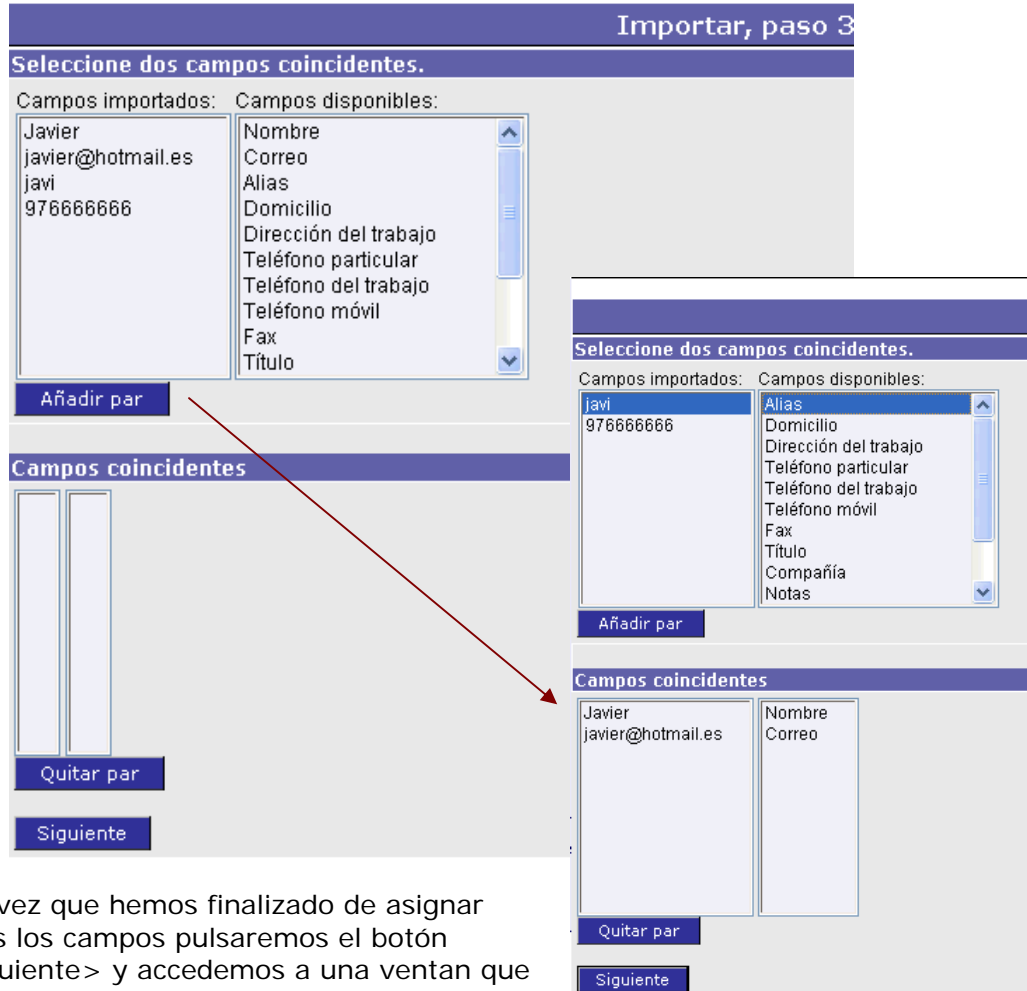 Importar, paso 3
Seleccione dos campos coincidentes.
Campos importados: Campos disponibles:
Javier
javier@hotmail.es
javi
976666666
Nombre
Correo
Alias
Domicilio
Dirección del trabajo
Teléfono particular
Teléfono del trabajo
Teléfono móvil
Fax
Título
Añadir par
Campos coincidentes
Quitar par
Siguiente
Seleccione dos campos coincidentes.
Campos importados: Campos disponibles:
javi
976666666
Alias
Domicilio
Dirección del trabajo
Teléfono particular
Teléfono del trabajo
Teléfono móvil
Fax
Título
Compañía
Notas
Añadir par
Campos coincidentes
Javier
javier@hotmail.es
Nombre
Correo
Quitar par
Siguiente
vez que hemos finalizado de asignar
s los campos pulsaremos el botón
uiente> y accedemos a una ventan que